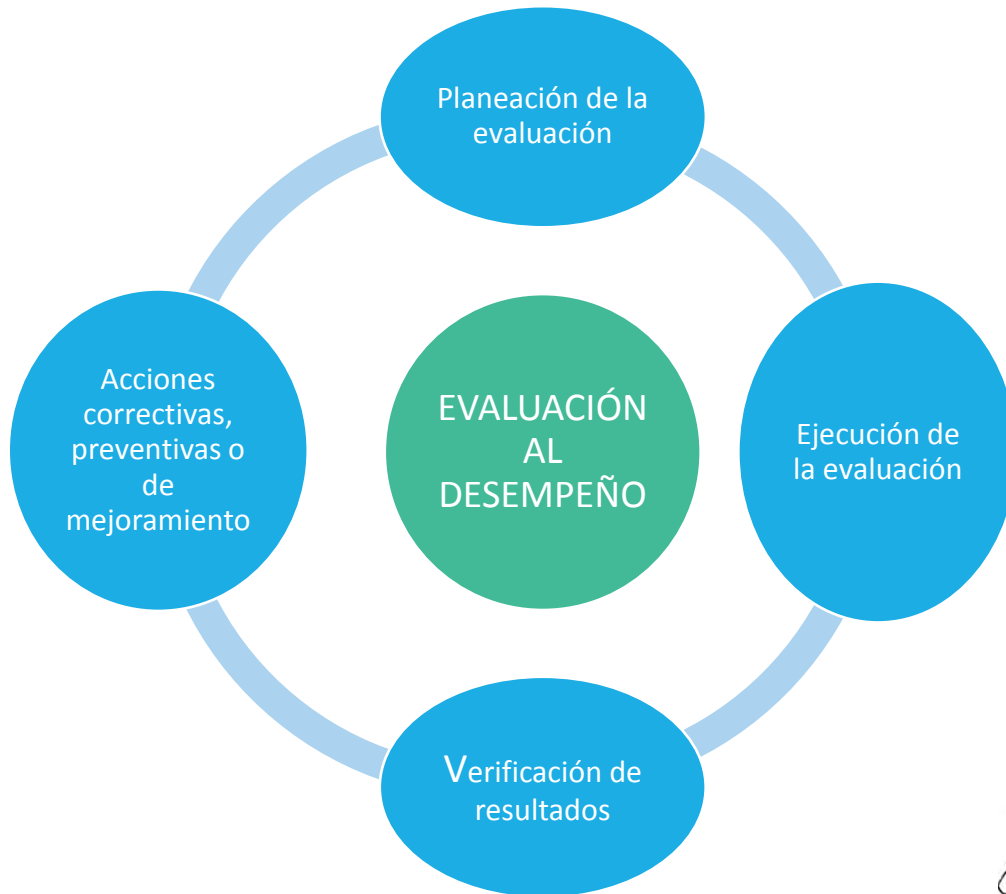 Planeación de la
evaluación
Acciones
correctivas,
preventivas o
de
mejoramiento
EVALUACIÓN
AL
DESEMPEÑO
Ejecución de
la evaluación
Verificación de
resultados